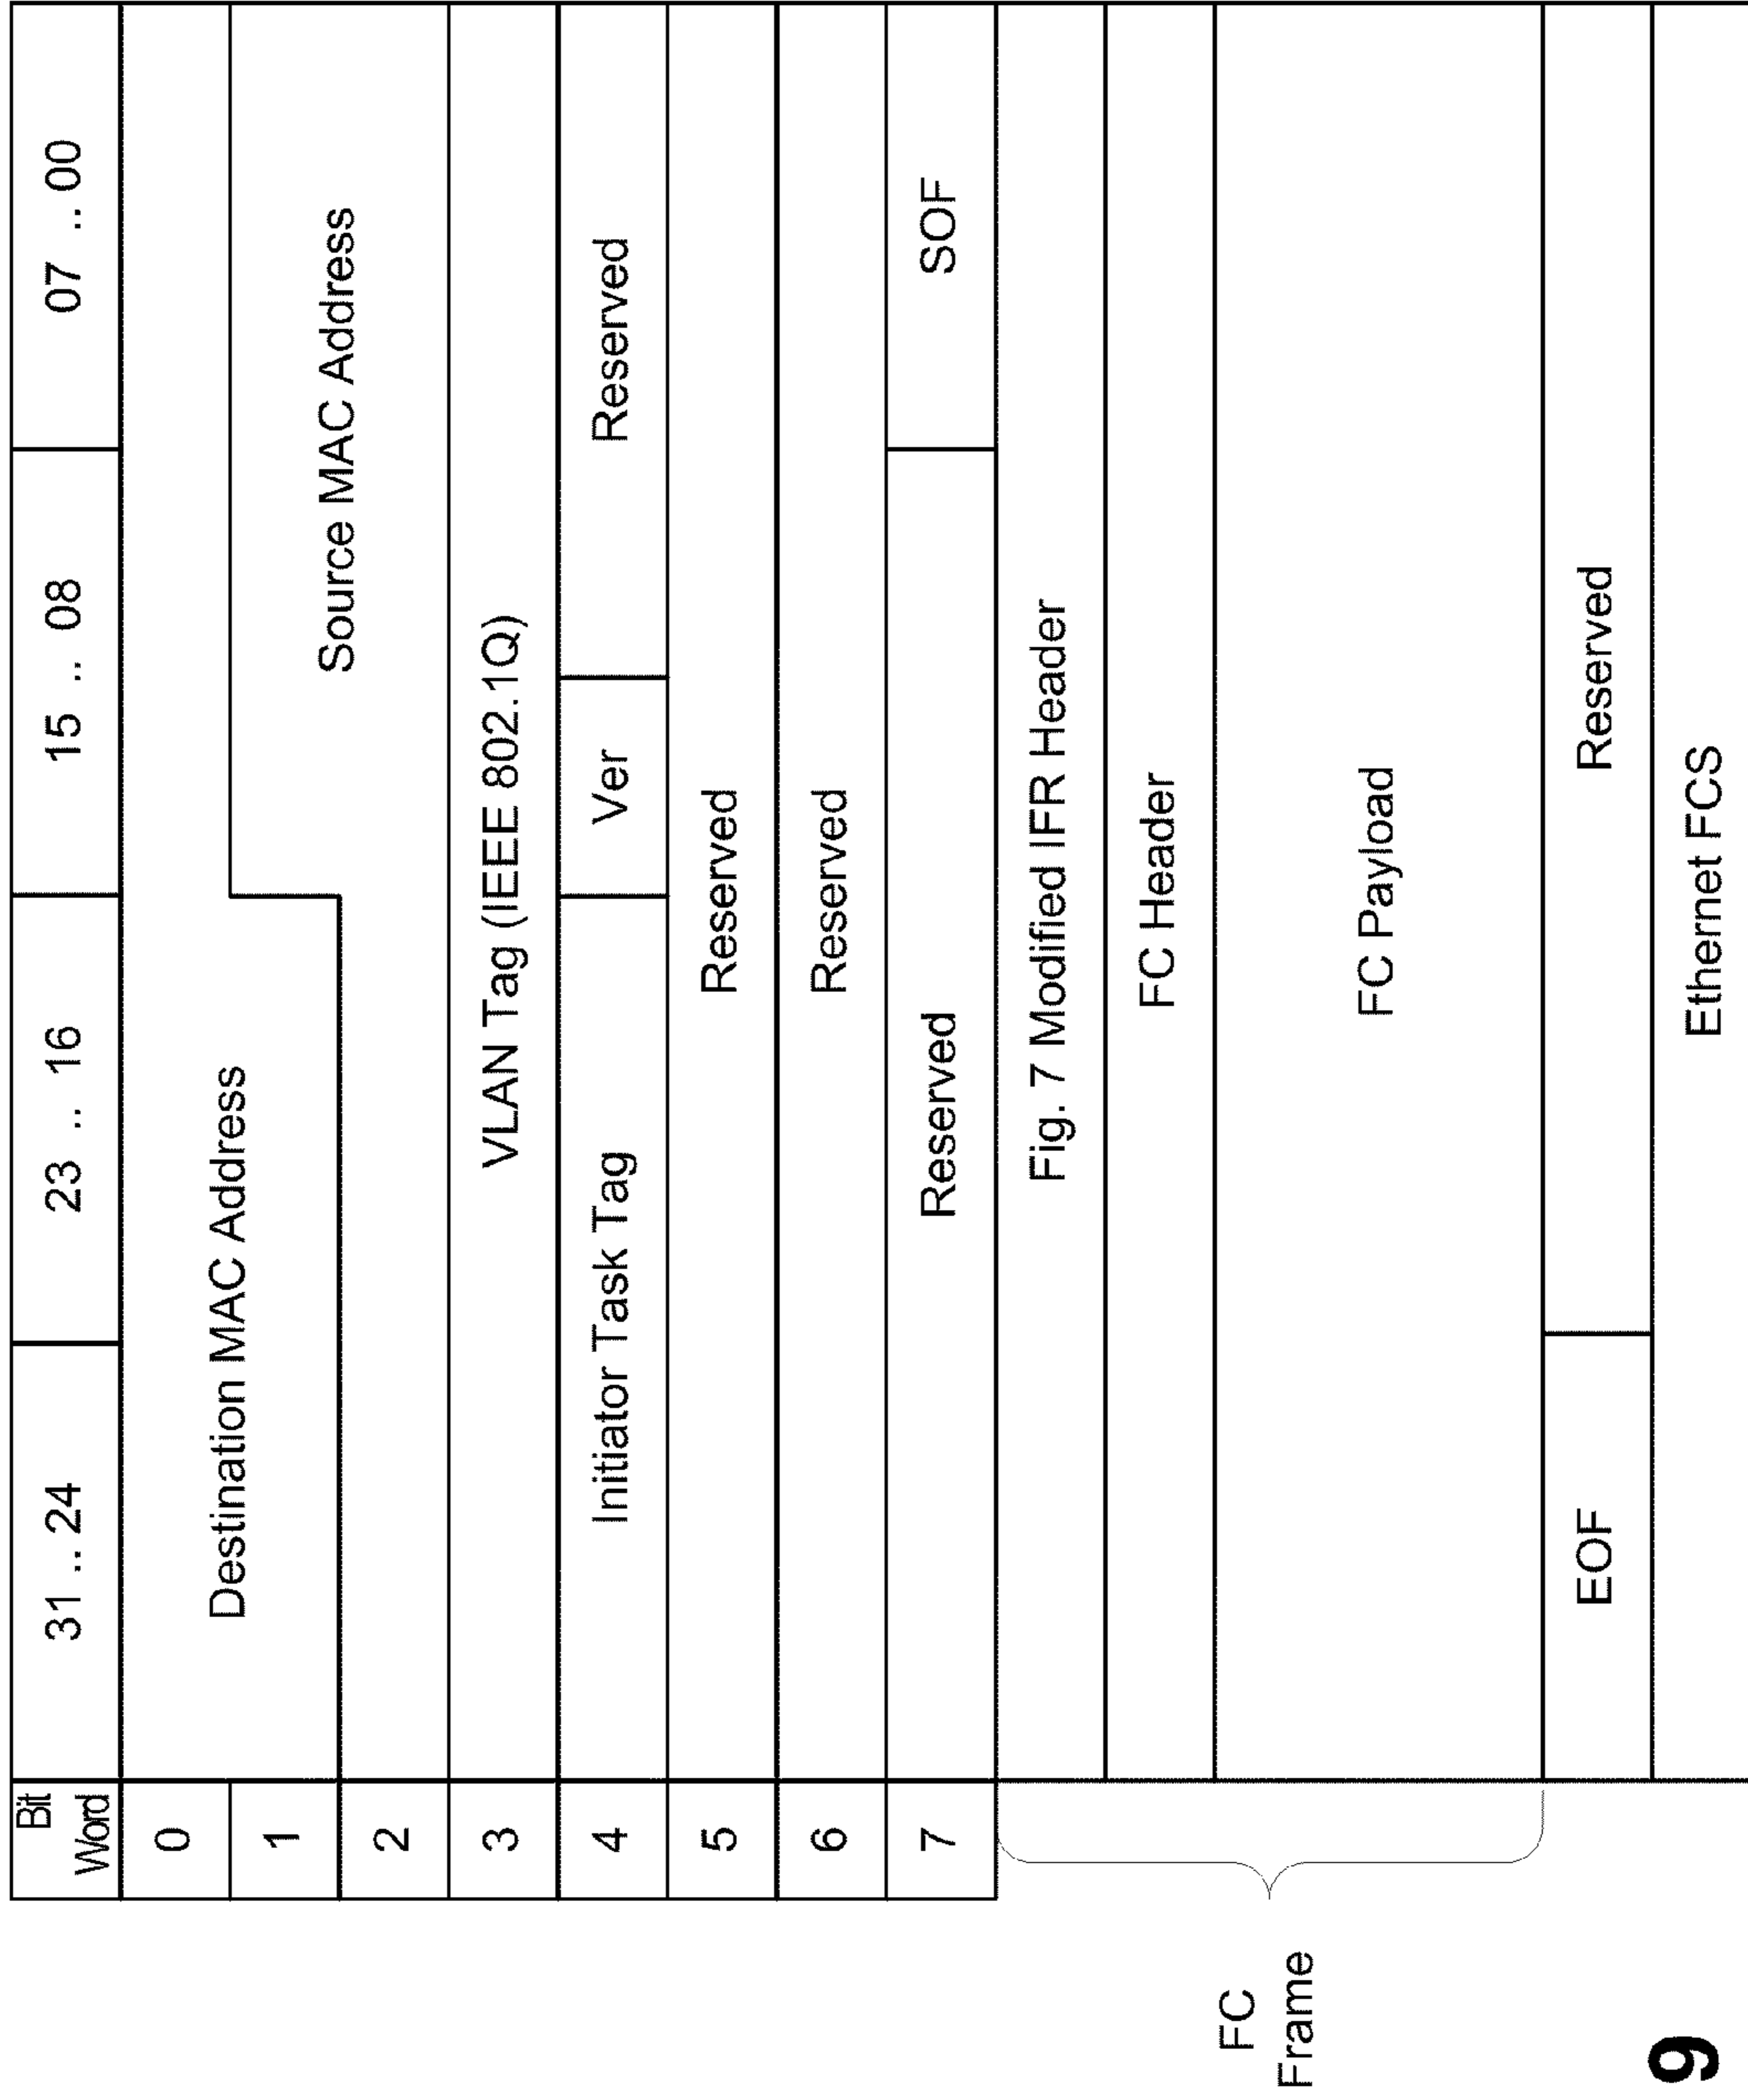 Bit 31 .. 24 23 .. 16 15 .. 08 07 .. 00
Word
0
Destination MAC Address
1
Source MAC Address
2
3 VLAN Tag (IEEE 802.1Q)
4 Initiator Task Tag Ver Reserved
5 Reserved
6 Reserved
7 Reserved SOF
Fig. 7 Modified IFR Header
FC Header
FC
Frame
FC Payload
EOF Reserved
Ethernet FCS
9